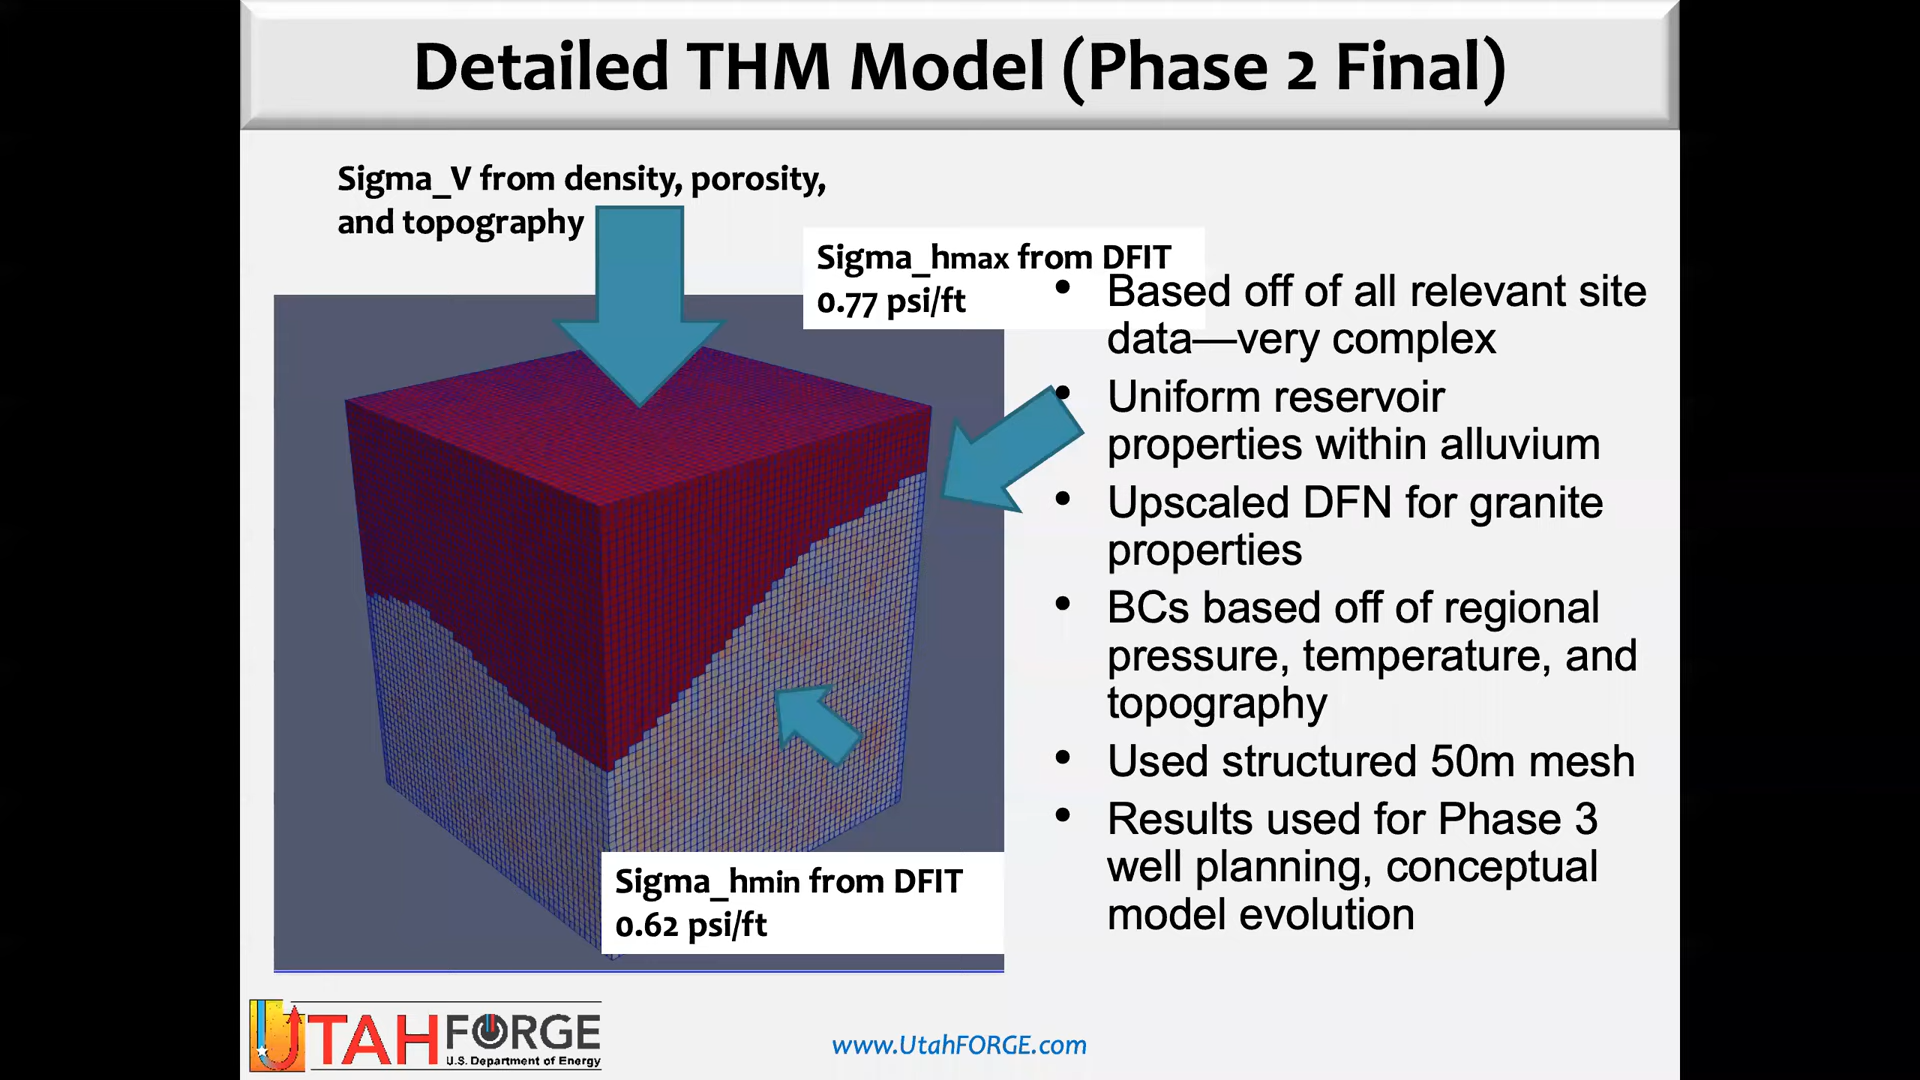 Detailed THM Model (Phase 2 Final)
Sigma_V from density, porosity,
and topography
Sigma_hmax from DFIT
0.77 psi/ft
• Based off of all relevant site
data—very complex
• Uniform reservoir
properties within alluvium
• Upscaled DFN for granite
properties
• BCs based off of regional
pressure, temperature, and
topography
• Used structured 50m mesh
• Results used for Phase 3
well planning, conceptual
model evolution
Sigma_hmin from DFIT
0.62 psi/ft
UTAH FORGE
U.S. Department of Energy
www.UtahFORGE.com